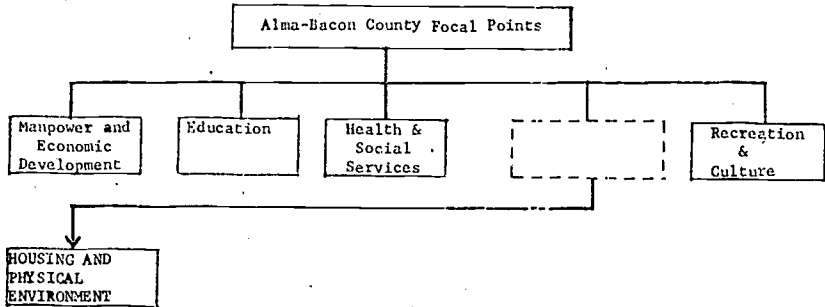 Alma-Bacon County Focal Points
Manpower and
Economic
Development
Education
Health &
Social
Services
Recreation
&
Culture
HOUSING AND
PHYSICAL
ENVIRONMENT